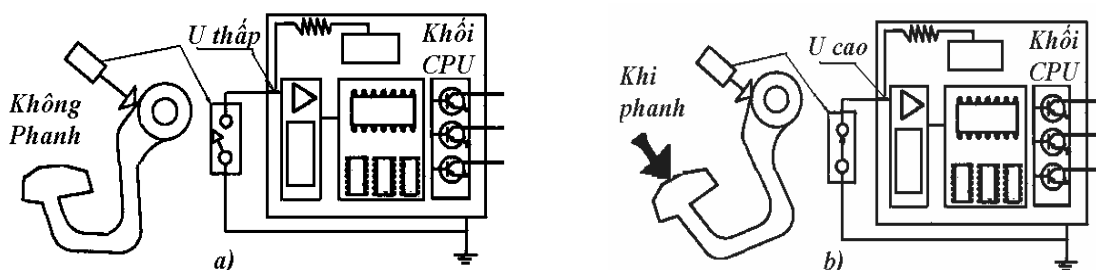 U thấp
Khối
CPU
Không
Phanh
a)
U cao
Khối
CPU
Khi
phanh
b)